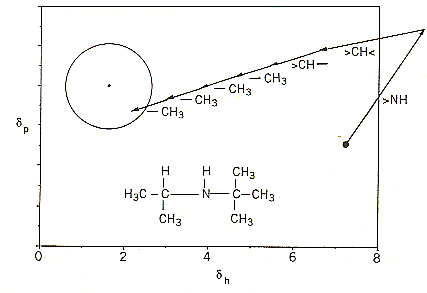 >CH<
>CH—
—CH3
—CH3
—CH3
—CH3
—CH3
>NH
δp
H H CH3
H3C—C—N—C—CH3
CH3 CH3
0 2 4 6 8
δh